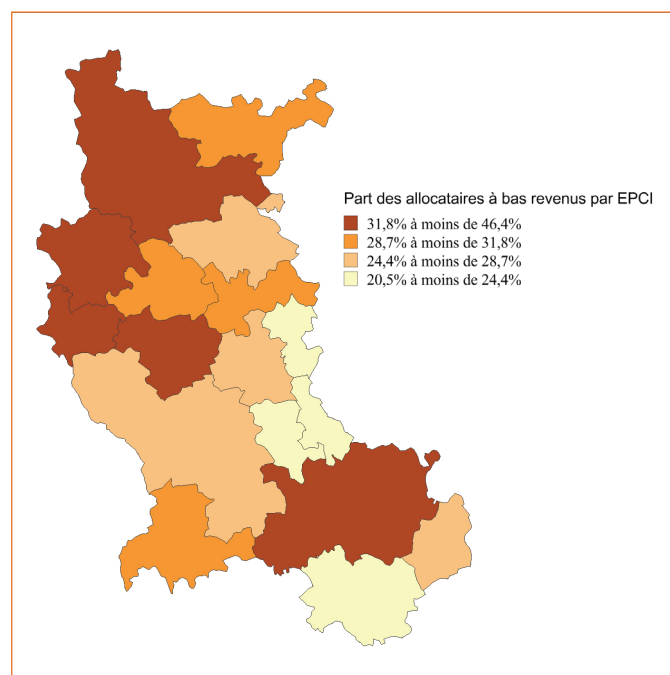 Part des allocataires à bas revenus par EPCI
31,8% à moins de 46,4%
28,7% à moins de 31,8%
24,4% à moins de 28,7%
20,5% à moins de 24,4%